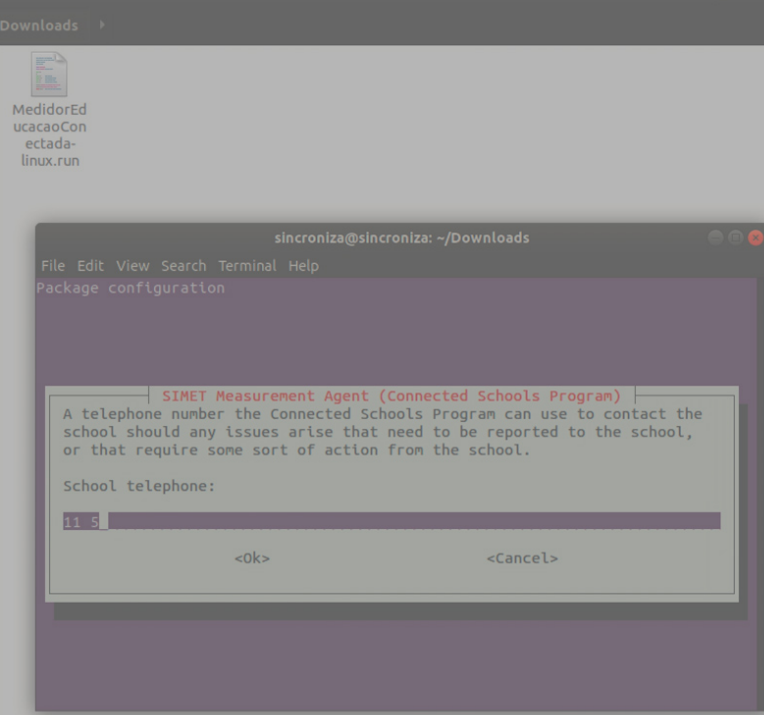 Downloads
MedidorEd
ucacaoCon
ectada-
linux.run
sincroniza@sincroniza: ~/Downloads
File Edit View Search Terminal Help
Package configuration
SIMET Measurement Agent (Connected Schools Program)
A telephone number the Connected Schools Program can use to contact the
school should any issues arise that need to be reported to the school,
or that require some sort of action from the school.
School telephone:
11 5_
<Ok> <Cancel>